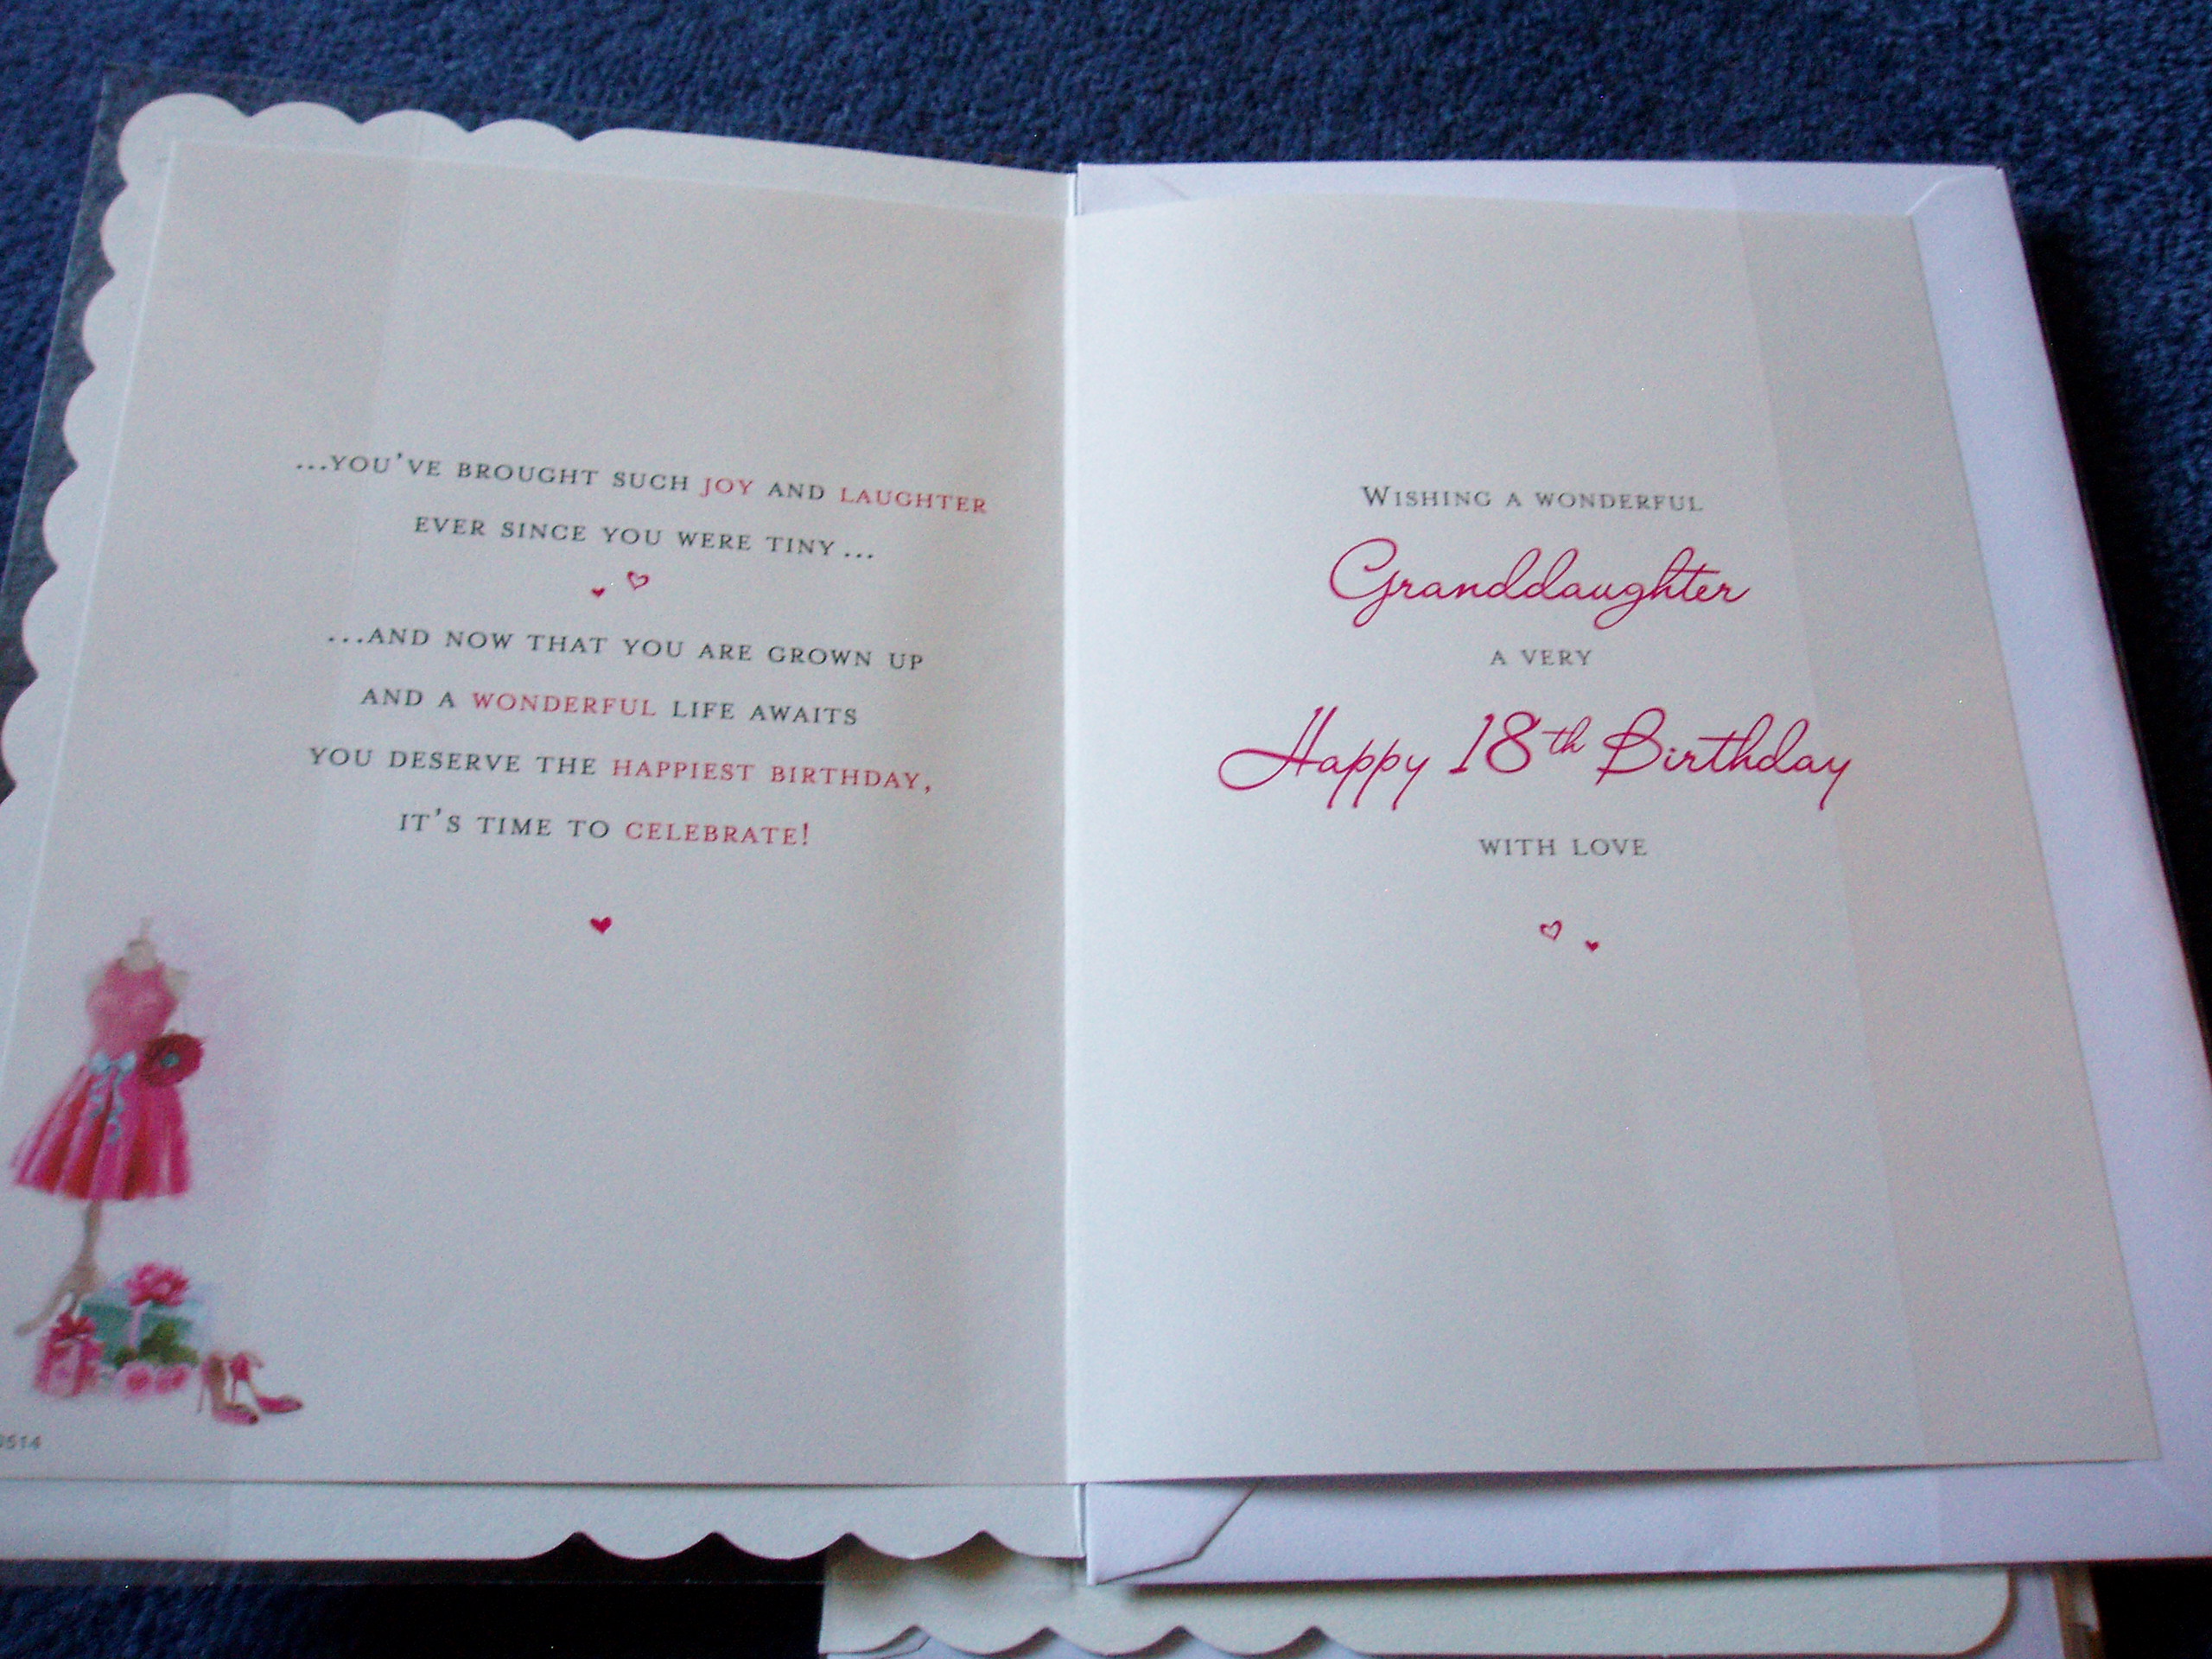 ...YOU'VE BROUGHT SUCH JOY AND LAUGHTER
EVER SINCE YOU WERE TINY...
...AND NOW THAT YOU ARE GROWN UP
AND A WONDERFUL LIFE AWAITS
YOU DESERVE THE HAPPIEST BIRTHDAY,
IT'S TIME TO CELEBRATE!
WISHING A WONDERFUL
Granddaughter
A VERY
Happy 18th Birthday
WITH LOVE